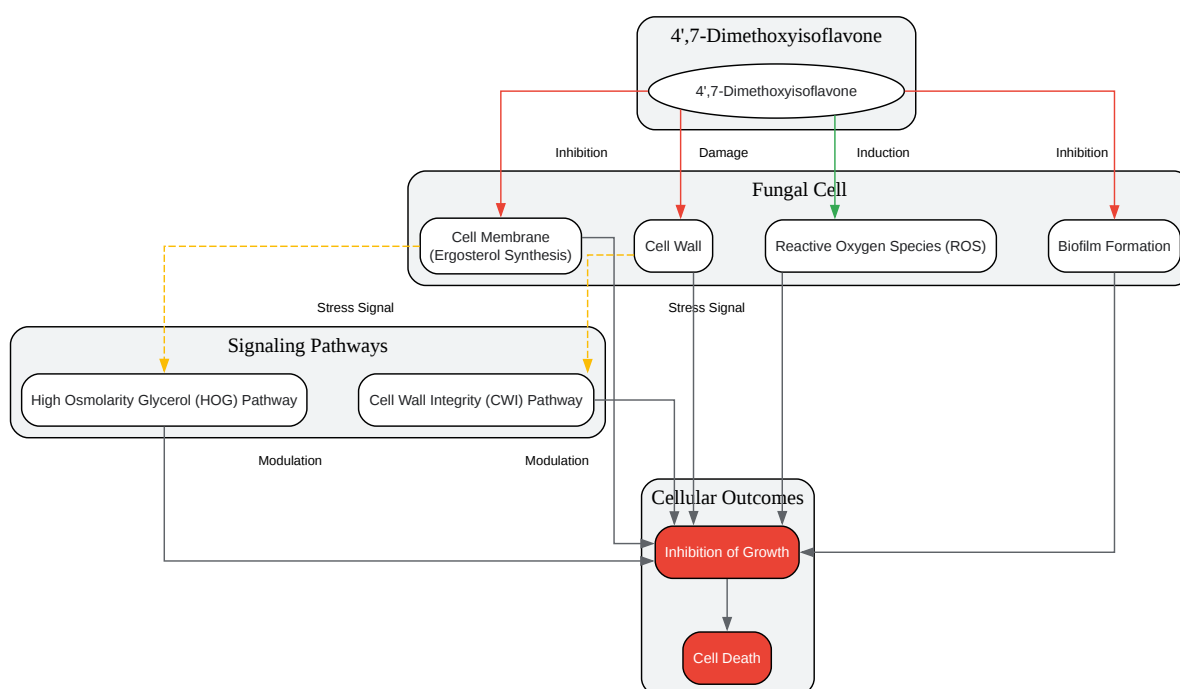 4',7-Dimethoxyisoflavone
4',7-Dimethoxyisoflavone
Inhibition
Damage
Induction
Inhibition
Fungal Cell
Cell Membrane
(Ergosterol Synthesis)
Cell Wall
Reactive Oxygen Species (ROS)
Biofilm Formation
Stress Signal
Stress Signal
Signaling Pathways
High Osmolarity Glycerol (HOG) Pathway
Cell Wall Integrity (CWI) Pathway
Modulation
Modulation
Cellular Outcomes
Inhibition of Growth
Cell Death